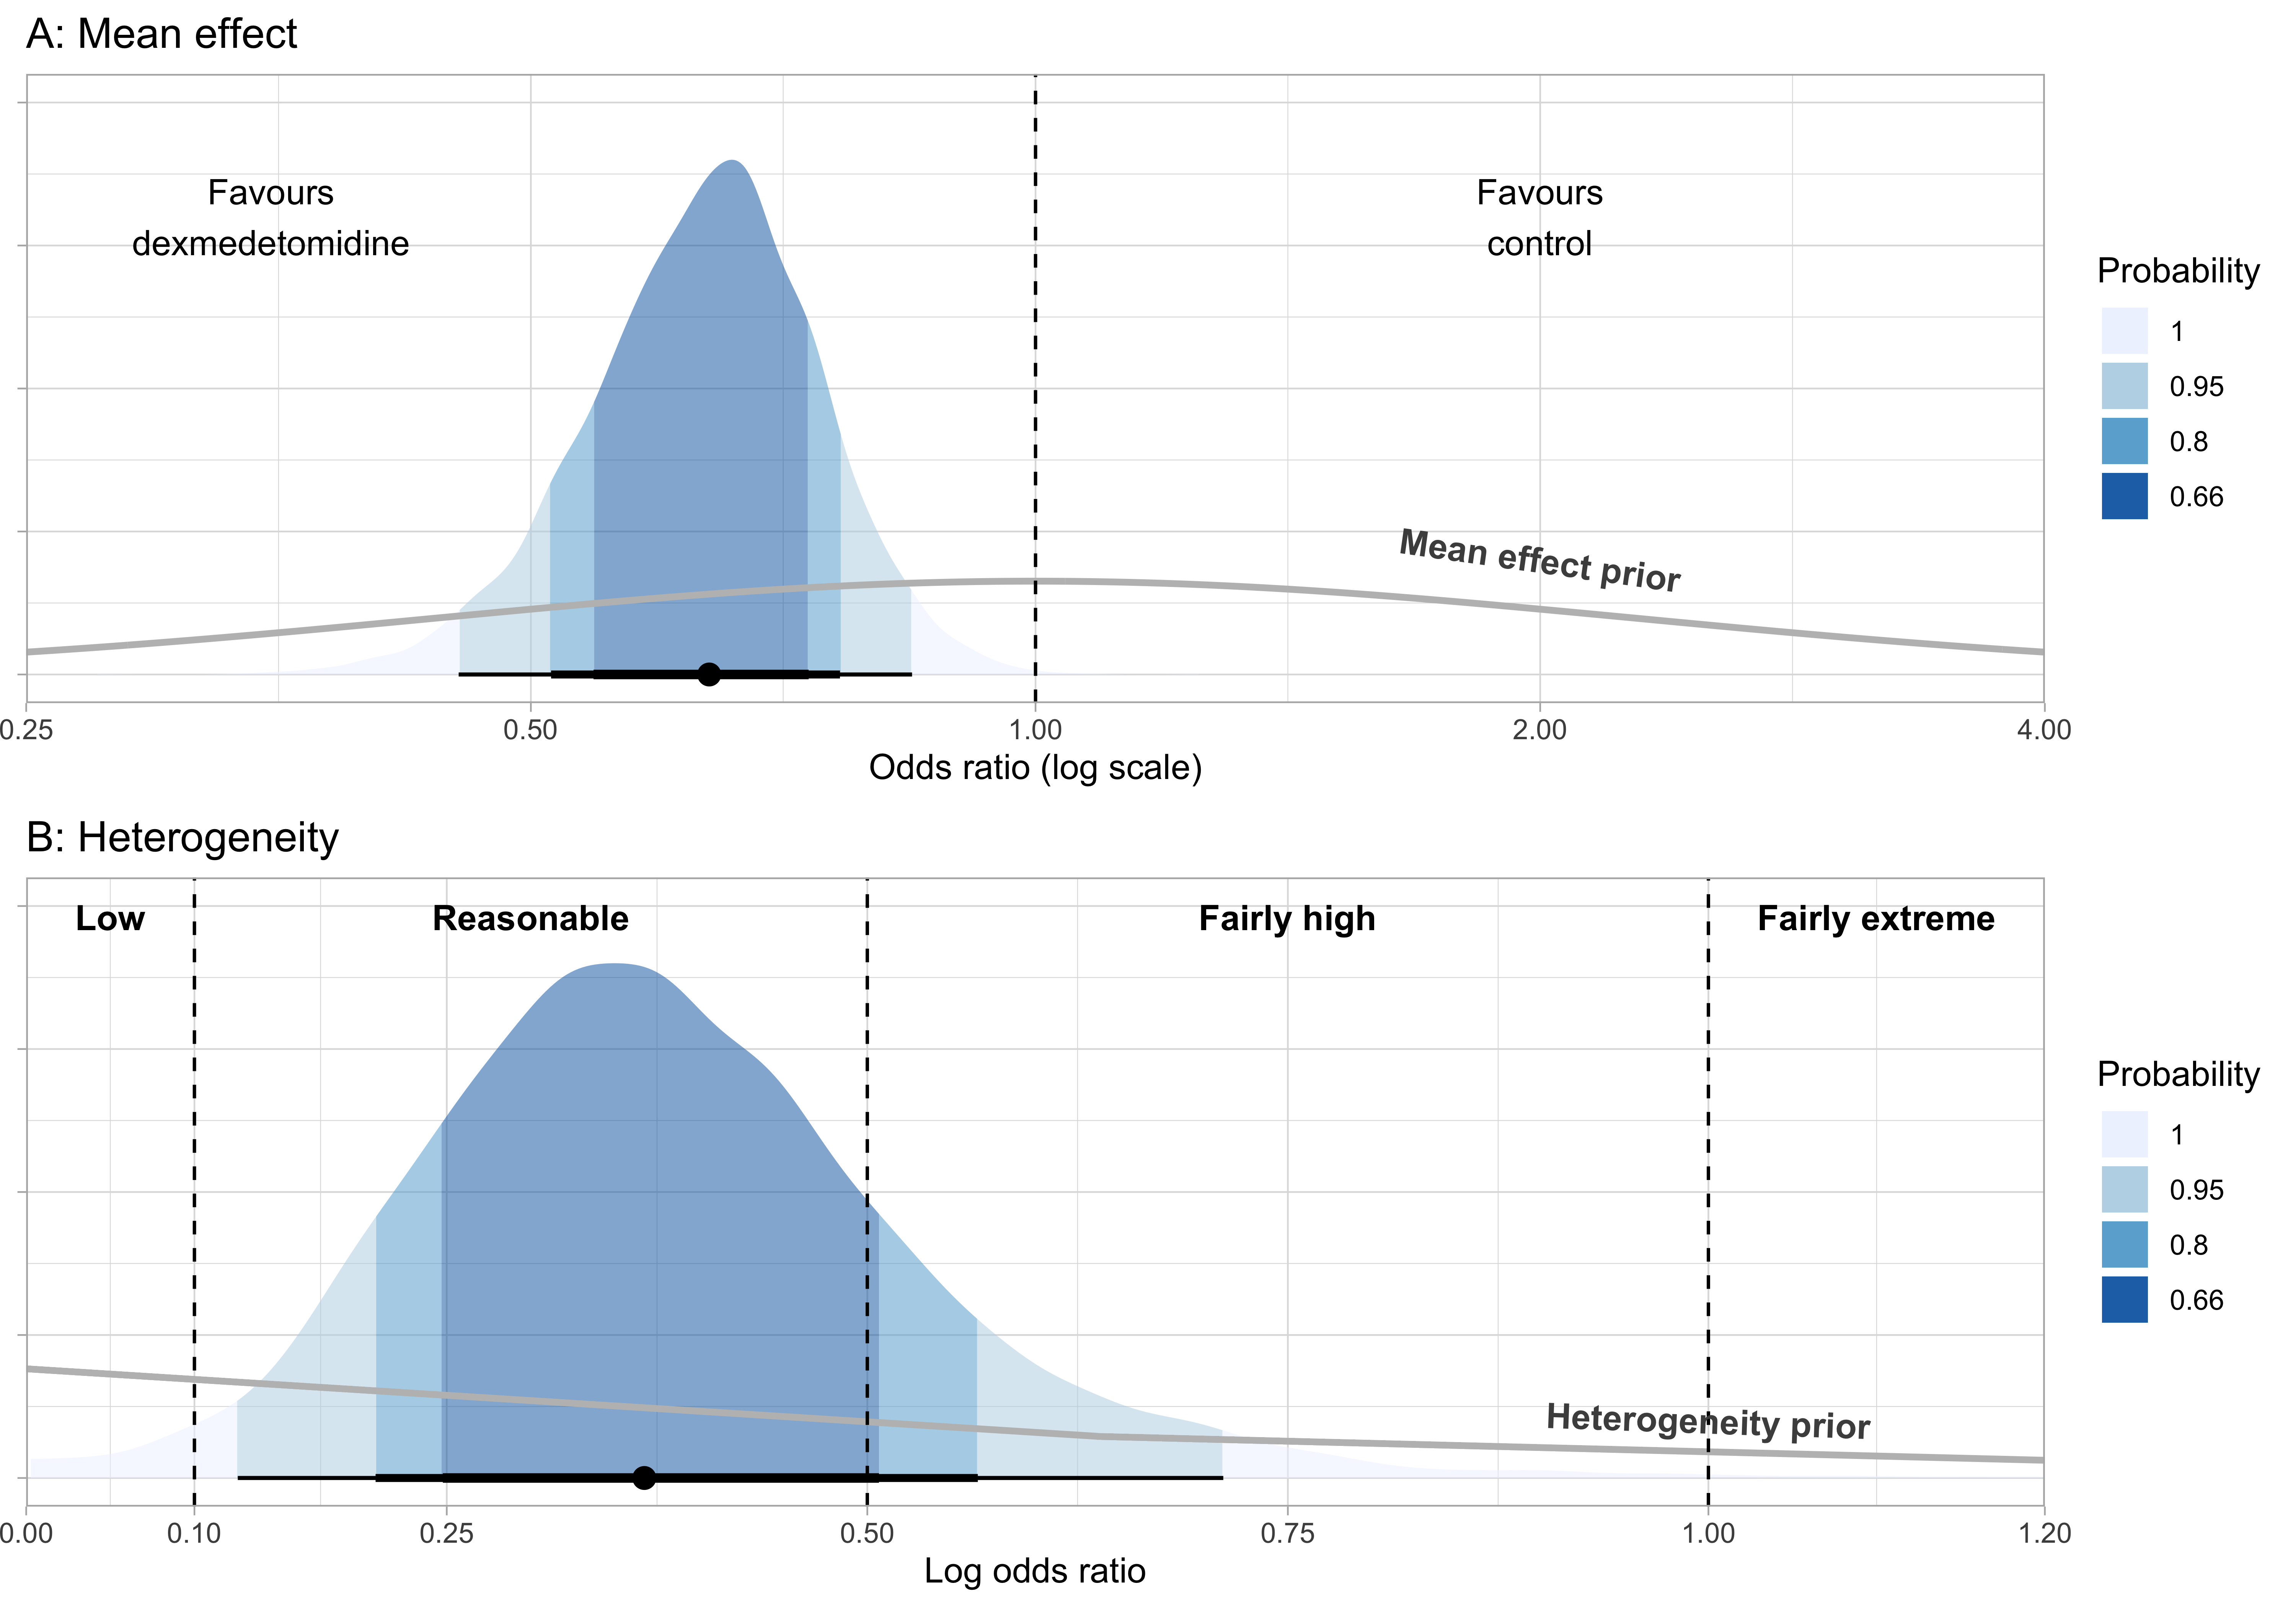 A: Mean effect
Favours
dexmedetomidine
Favours
control
Mean effect prior
Probability
1
0.95
0.8
0.66
0.25
0.50
1.00
2.00
4.00
Odds ratio (log scale)
B: Heterogeneity
Low
Reasonable
Fairly high
Fairly extreme
Heterogeneity prior
Probability
1
0.95
0.8
0.66
0.00
0.10
0.25
0.50
0.75
1.00
1.20
Log odds ratio